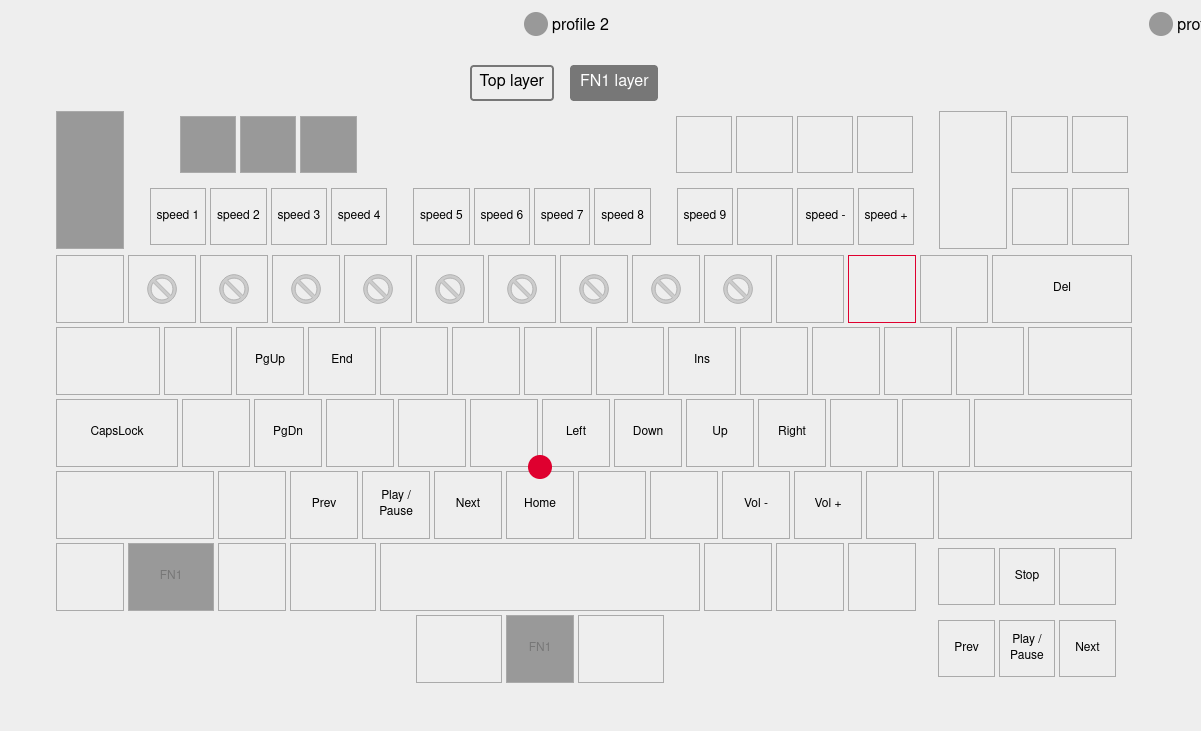 profile 2
pro
Top layer
FN1 layer
speed 1
speed 2
speed 3
speed 4
speed 5
speed 6
speed 7
speed 8
speed 9
speed -
speed +
Del
PgUp
End
Ins
CapsLock
PgDn
Left
Down
Up
Right
Prev
Play /
Pause
Next
Home
Vol -
Vol +
FN1
Stop
FN1
Prev
Play /
Pause
Next